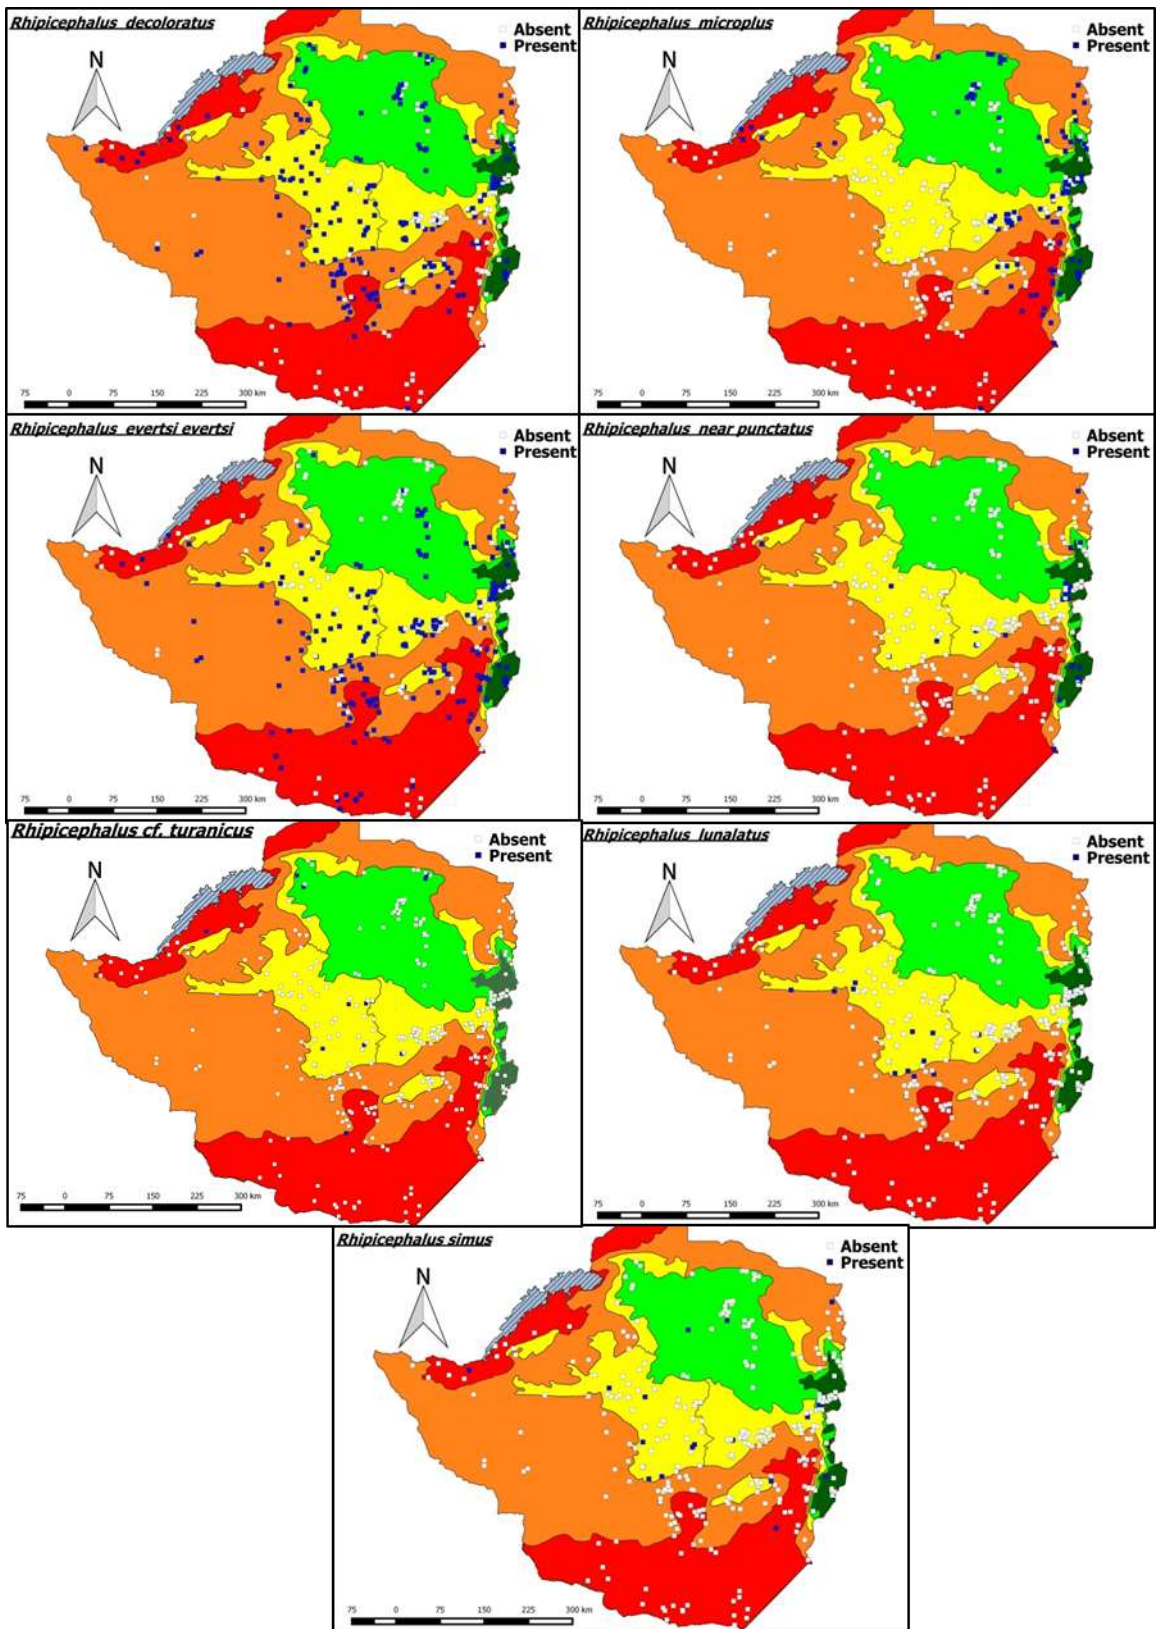 Rhipicephalus decoloratus
Absent
Present
N
75 0 75 150 225 300 km
Rhipicephalus microplus
Absent
Present
N
75 0 75 150 225 300 km
Rhipicephalus evertsi evertsi
Absent
Present
N
75 0 75 150 225 300 km
Rhipicephalus near punctatus
Absent
Present
N
75 0 75 150 225 300 km
Rhipicephalus cf. turanicus
Absent
Present
N
75 0 75 150 225 300 km
Rhipicephalus lunalatus
Absent
Present
N
75 0 75 150 225 300 km
Rhipicephalus simus
Absent
Present
N
75 0 75 150 225 300 km